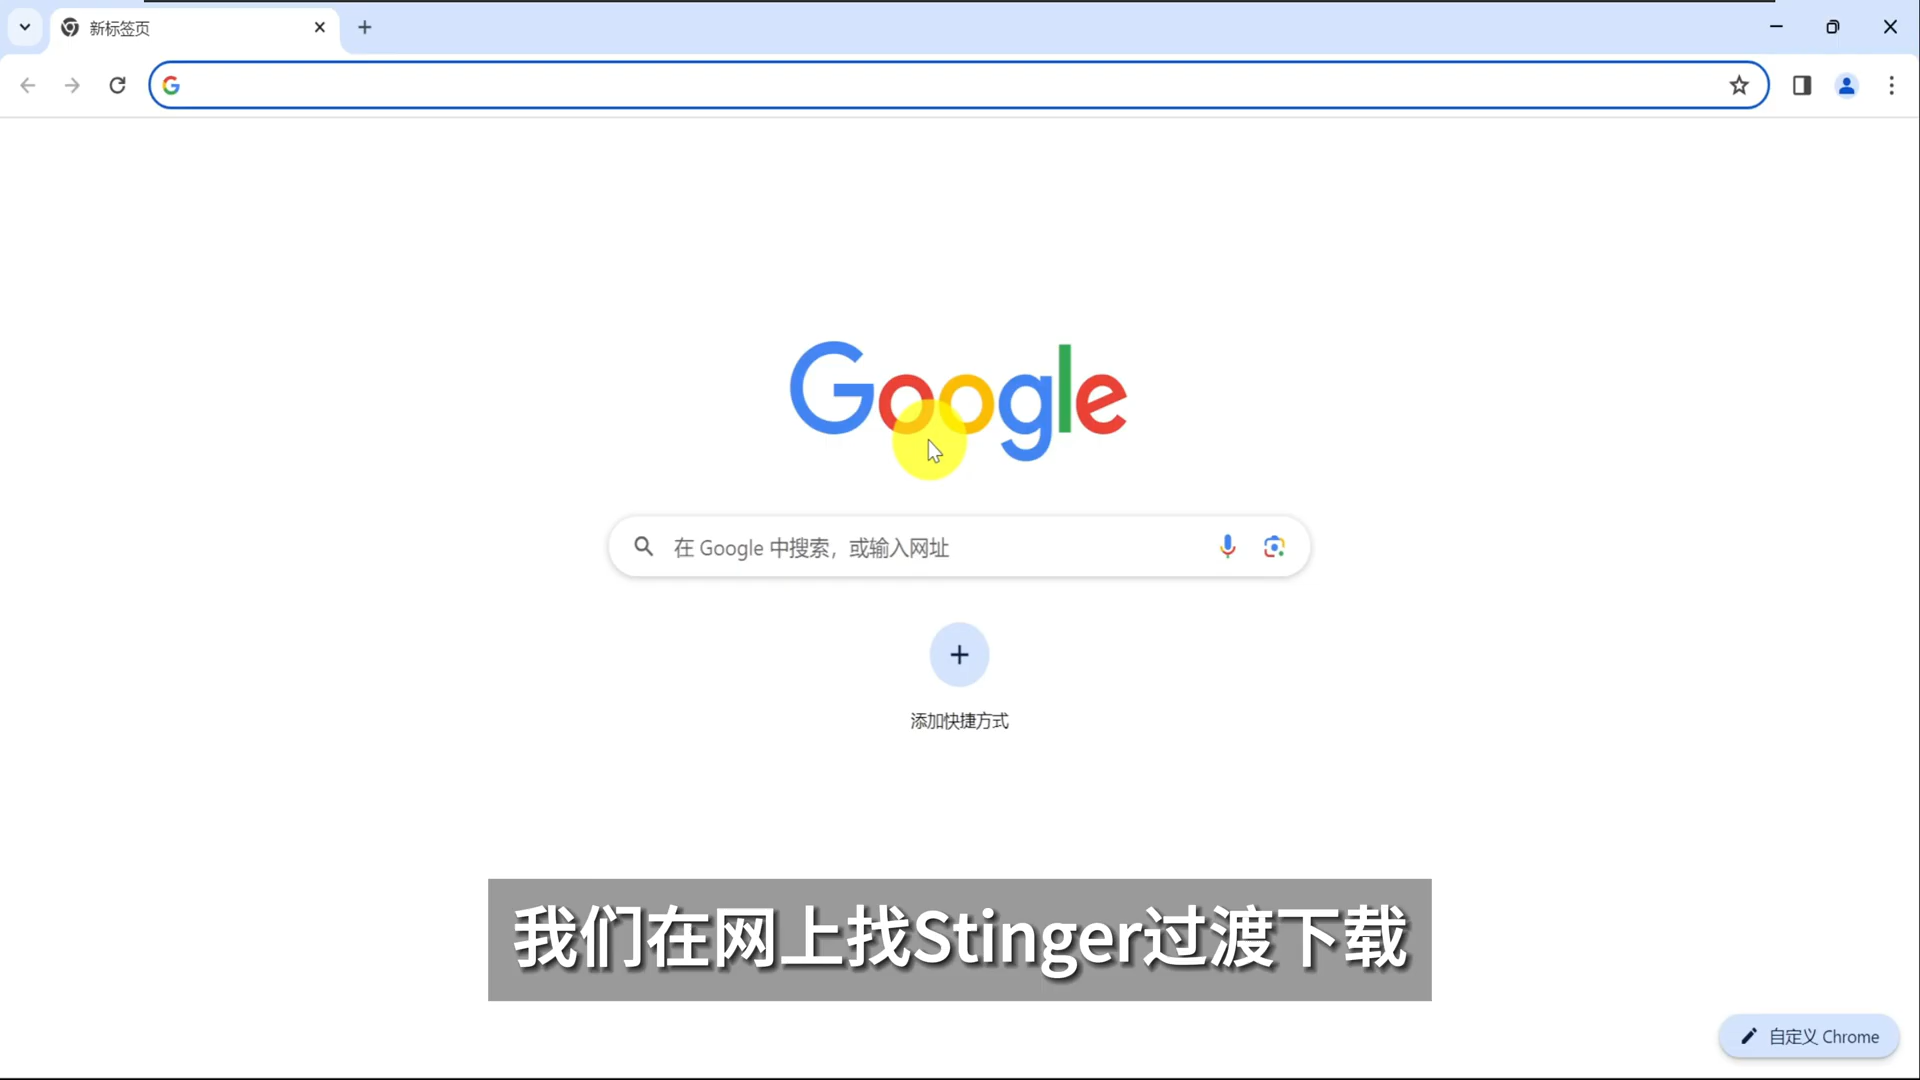 新标签页
Google
在 Google 中搜索，或输入网址
添加快捷方式
我们在网上找Stinger过渡下载
自定义 Chrome